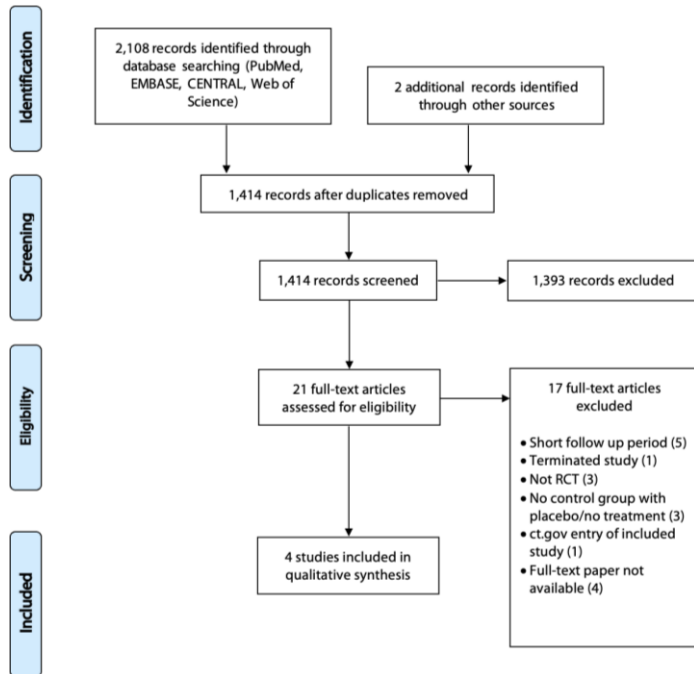 Identification
2,108 records identified through
database searching (PubMed,
EMBASE, CENTRAL, Web of
Science)
2 additional records identified
through other sources
Screening
1,414 records after duplicates removed
1,414 records screened
1,393 records excluded
Eligibility
21 full-text articles
assessed for eligibility
17 full-text articles
excluded
• Short follow up period (5)
• Terminated study (1)
• Not RCT (3)
• No control group with
placebo/no treatment (3)
• ct.gov entry of included
study (1)
• Full-text paper not
available (4)
Included
4 studies included in
qualitative synthesis